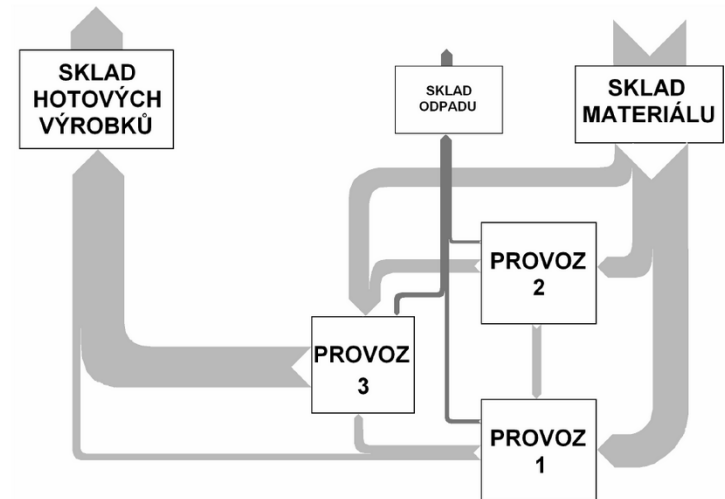 SKLAD
HOTOVÝCH
VÝROBKŮ
SKLAD
ODPADU
SKLAD
MATERIÁLU
PROVOZ
2
PROVOZ
3
PROVOZ
1